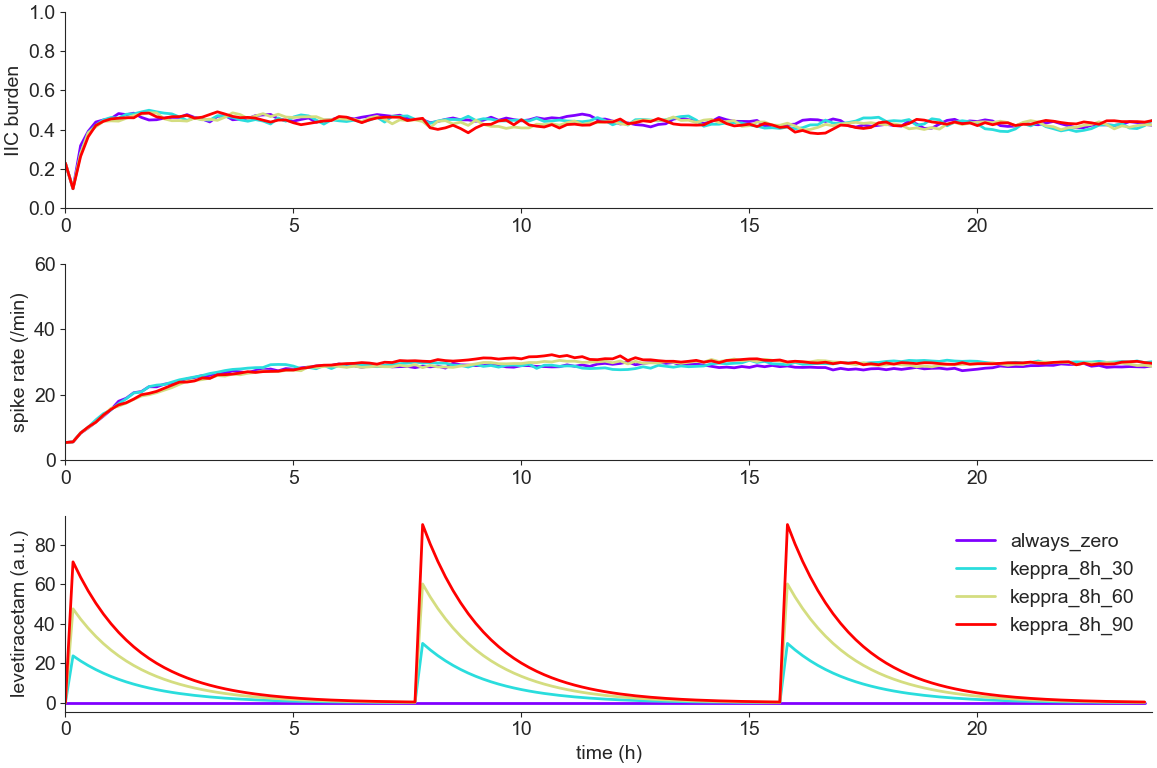 IIC burden
1.0
0.8
0.6
0.4
0.2
0.0
0 5 10 15 20
spike rate (/min)
60
40
20
0
0 5 10 15 20
levetiracetam (a.u.)
80
60
40
20
0
always_zero
keppra_8h_30
keppra_8h_60
keppra_8h_90
0 5 10 15 20
time (h)